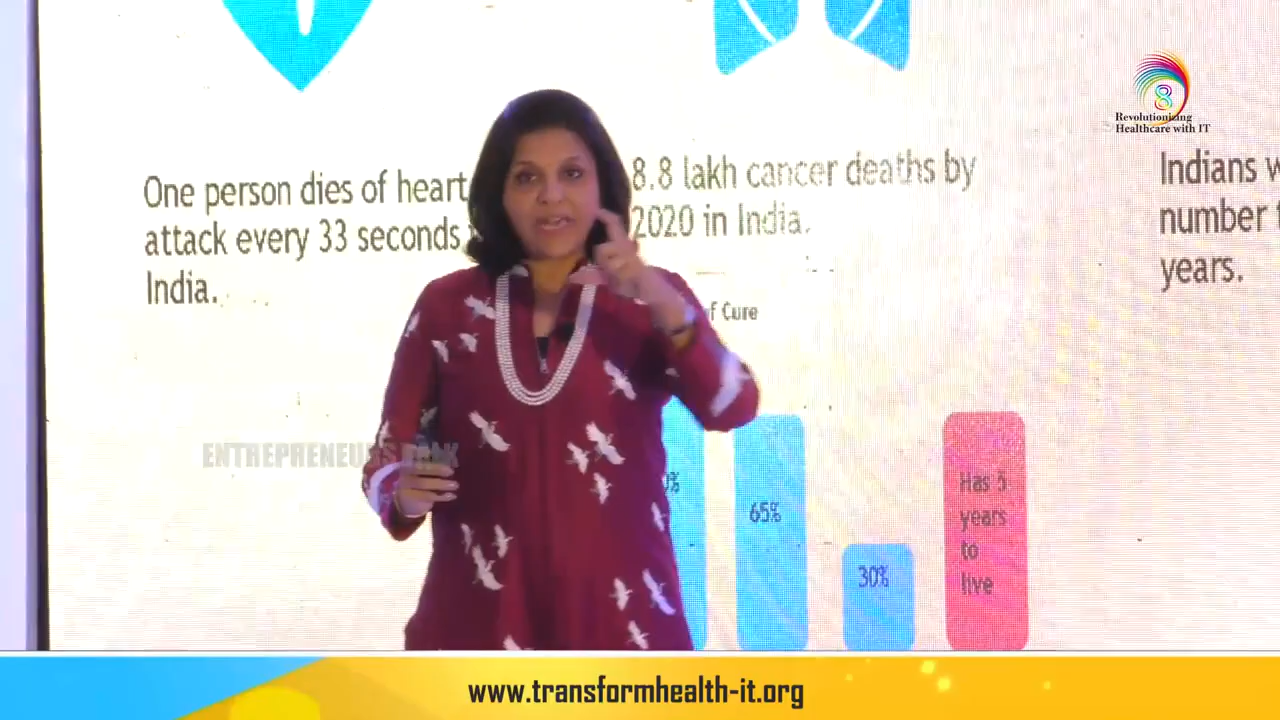 Revolutionizing
Healthcare with IT
One person dies of heart
attack every 33 seconds
India.
8.8 lakh cancer deaths by
2020 in India.
Indians
number
years.
of Cure
ENTREPRENEURS TALK
65%
30%
Has 5
years
to
live
www.transformhealth-it.org